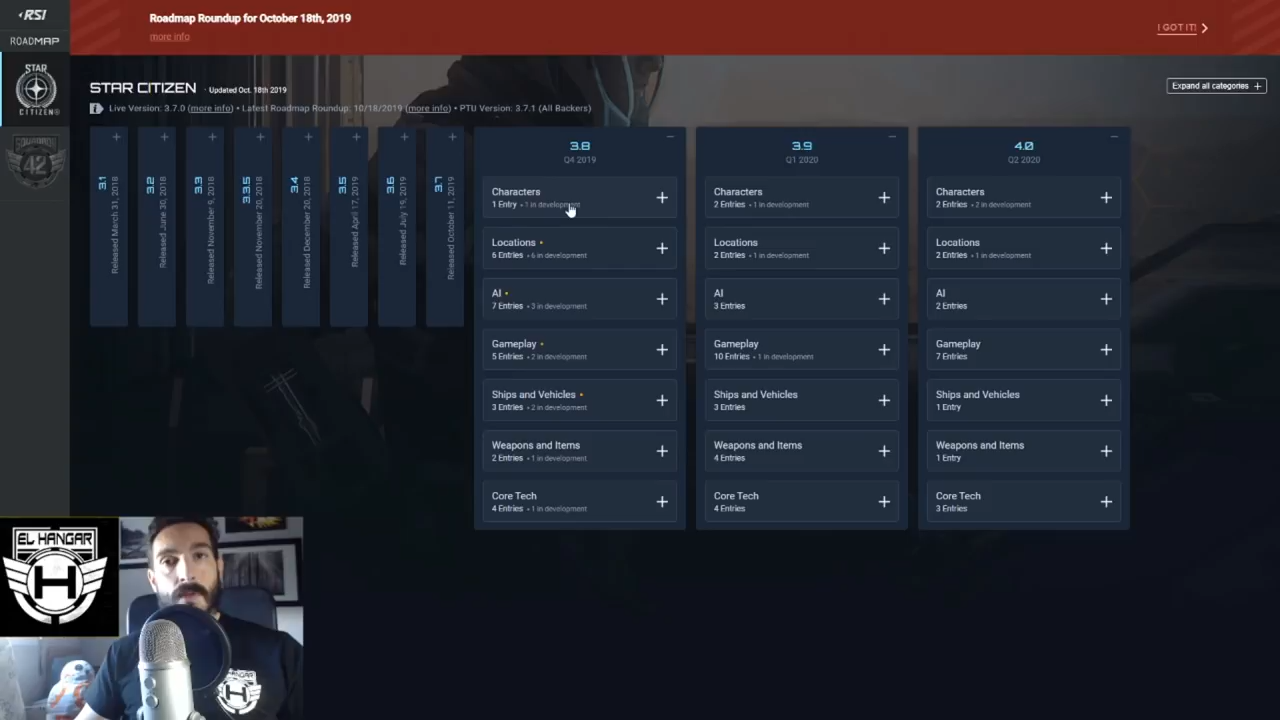 RSI
ROADMAP
STAR
CITIZEN®
SQUADRON
42
Roadmap Roundup for October 18th, 2019
more info
I GOT IT!
STAR CITIZEN • Updated Oct. 18th 2019
Live Version: 3.7.0 (more info) • Latest Roadmap Roundup: 10/18/2019 (more info) • PTU Version: 3.7.1 (All Backers)
Expand all categories +
3.1 Released March 31, 2018
3.2 Released June 30, 2018
3.3 Released November 9, 2018
3.3.5 Released November 20, 2018
3.4 Released December 20, 2018
3.5 Released April 17, 2019
3.6 Released July 19, 2019
3.7 Released October 11, 2019
3.8
Q4 2019
Characters
1 Entry • 1 in development
Locations •
6 Entries • 6 in development
AI •
7 Entries • 3 in development
Gameplay •
5 Entries • 2 in development
Ships and Vehicles •
3 Entries • 2 in development
Weapons and Items
2 Entries • 1 in development
Core Tech
4 Entries • 1 in development
3.9
Q1 2020
Characters
2 Entries • 1 in development
Locations
2 Entries • 1 in development
AI
3 Entries
Gameplay
10 Entries • 1 in development
Ships and Vehicles
3 Entries
Weapons and Items
4 Entries
Core Tech
4 Entries
4.0
Q2 2020
Characters
2 Entries • 2 in development
Locations
2 Entries • 1 in development
AI
2 Entries
Gameplay
7 Entries
Ships and Vehicles
1 Entry
Weapons and Items
1 Entry
Core Tech
3 Entries
EL HANGAR
H
H